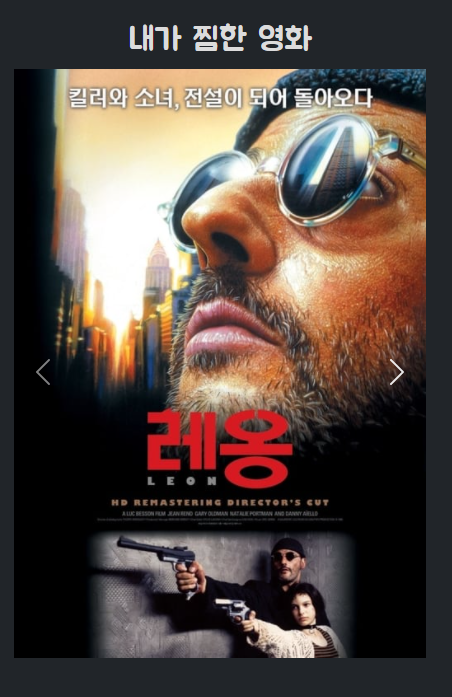 내가 찜한 영화
킬러와 소녀, 전설이 되어 돌아오다
레옹
LEON
HD REMASTERING DIRECTOR'S CUT
A LUC BESSON FILM JEAN RENO GARY OLDMAN NATALIE PORTMAN AND DANNY AIELLO